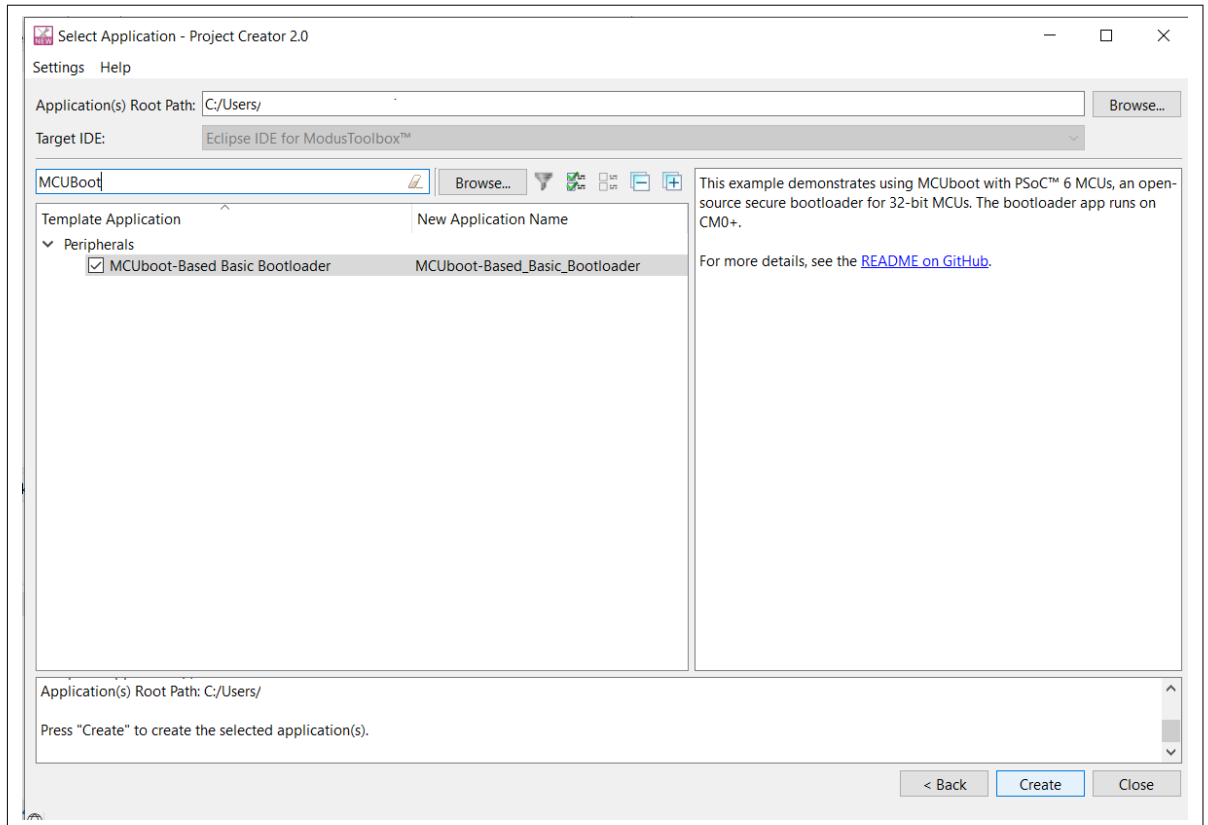 NEW
Select Application - Project Creator 2.0
Settings Help
Application(s) Root Path: C:/Users/ Browse...
Target IDE: Eclipse IDE for ModusToolbox™
MCUBoot Browse...
Template Application New Application Name
Peripherals
MCUboot-Based Basic Bootloader MCUboot-Based_Basic_Bootloader
This example demonstrates using MCUboot with PSoC™ 6 MCUs, an open-
source secure bootloader for 32-bit MCUs. The bootloader app runs on
CM0+.
For more details, see the README on GitHub.
Application(s) Root Path: C:/Users/
Press "Create" to create the selected application(s).
< Back Create Close